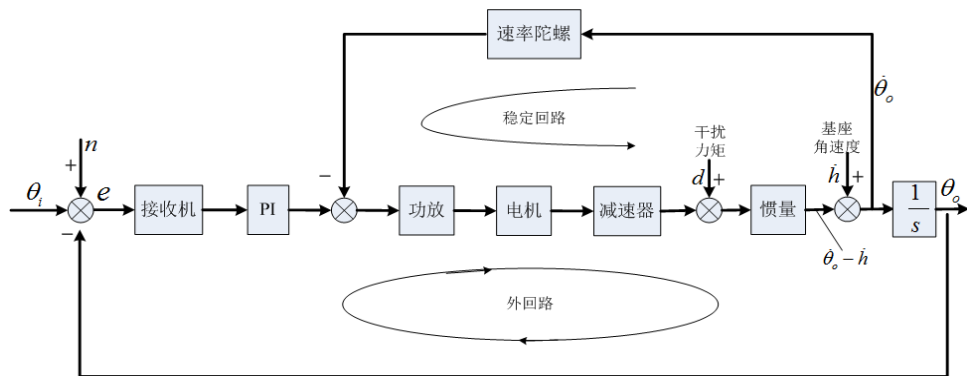 速率陀螺
θ̇ₒ
稳定回路
干扰
力矩
基座
角速度
n
+
θᵢ
e
−
接收机
PI
−
功放
电机
减速器
d
+
惯量
ḣ
+
1
s
θₒ
θ̇ₒ − ḣ
外回路